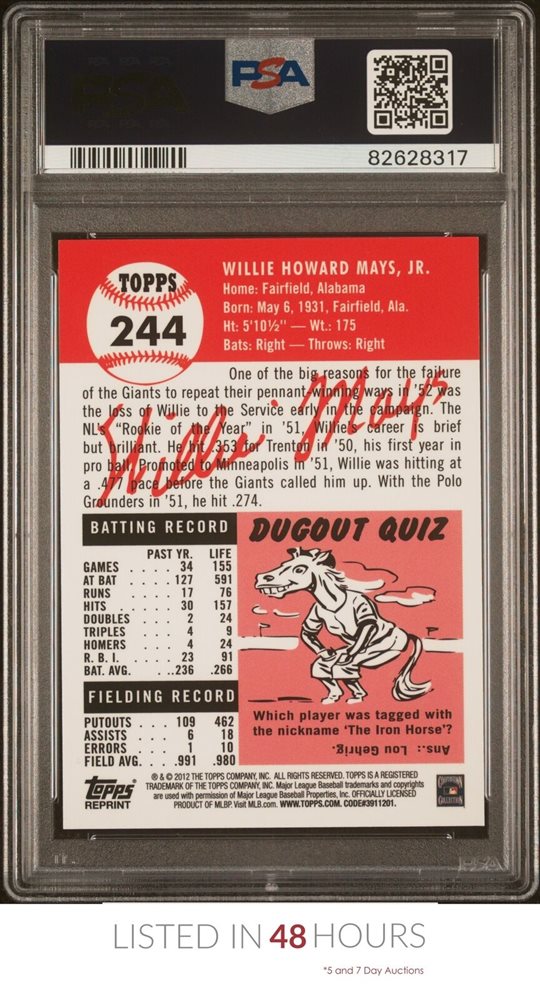 PSA
82628317
TOPPS
244
WILLIE HOWARD MAYS, JR.
Home: Fairfield, Alabama
Born: May 6, 1931, Fairfield, Ala.
Ht: 5'10½" — Wt.: 175
Bats: Right — Throws: Right
One of the big reasons for the failure
of the Giants to repeat their pennant-winning ways in '52 was
the loss of Willie to the Service early in the campaign. The
NL's "Rookie of the Year" in '51, Willie's career is brief
but brilliant. He hit .353 for Trenton in '50, his first year in
pro ball. Promoted to Minneapolis in '51, Willie was hitting at
a .477 pace before the Giants called him up. With the Polo
Grounders in '51, he hit .274.
Willie Mays
BATTING RECORD
PAST YR. LIFE
GAMES . . . . 34 155
AT BAT . . . . 127 591
RUNS . . . . 17 76
HITS . . . . 30 157
DOUBLES . . . . 2 24
TRIPLES . . . . 4 9
HOMERS . . . . 4 24
R. B. I. . . . . 23 91
BAT. AVG. . . . .236 .266
FIELDING RECORD
PUTOUTS . . . 109 462
ASSISTS . . . . 6 18
ERRORS . . . . 1 10
FIELD AVG. . . . .991 .980
DUGOUT QUIZ
Which player was tagged with
the nickname 'The Iron Horse'?
Ans.: Lou Gehrig.
Topps
REPRINT
® & © 2012 THE TOPPS COMPANY, INC. ALL RIGHTS RESERVED. TOPPS IS A REGISTERED
TRADEMARK OF THE TOPPS COMPANY, INC. Major League Baseball trademarks and copyrights
are used with permission of Major League Baseball Properties, Inc. OFFICIALLY LICENSED
PRODUCT OF MLBP. Visit MLB.com. WWW.TOPPS.COM. CODE#3911201.
PSA
LISTED IN 48 HOURS
*5 and 7 Day Auctions